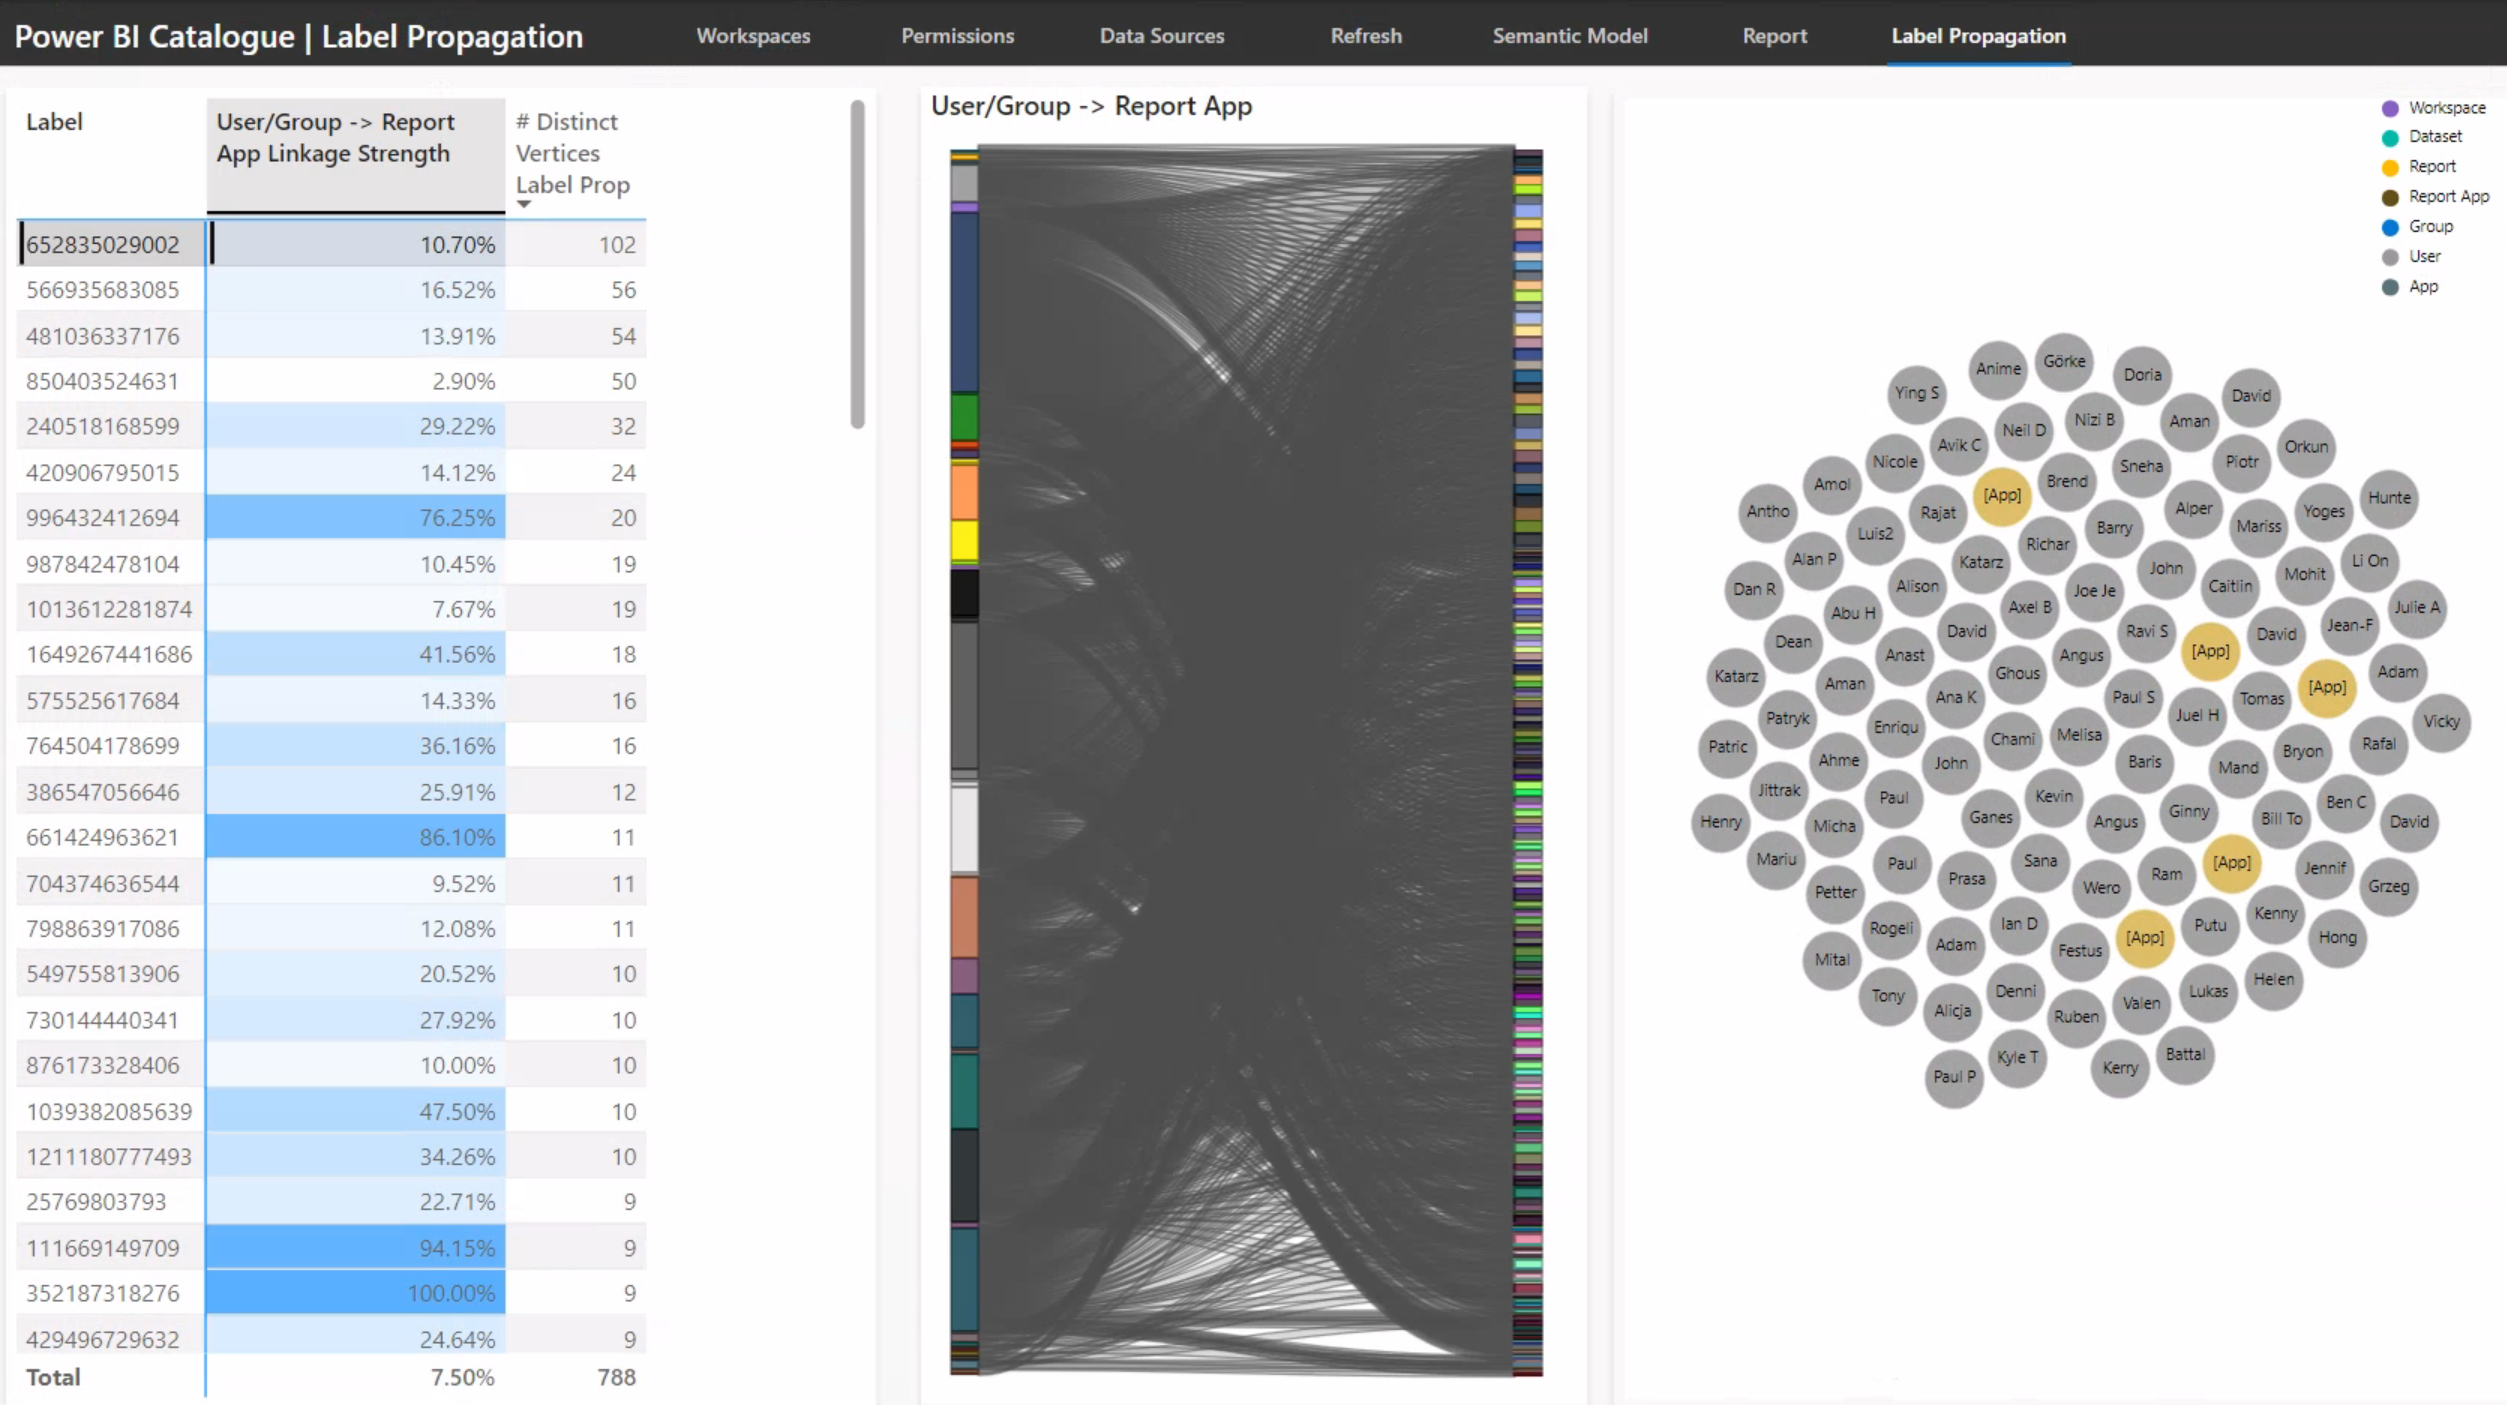 Power BI Catalogue | Label Propagation
Workspaces
Permissions
Data Sources
Refresh
Semantic Model
Report
Label Propagation
Label
User/Group -> Report
App Linkage Strength
# Distinct
Vertices
Label Prop
652835029002 10.70% 102
566935683085 16.52% 56
481036337176 13.91% 54
850403524631 2.90% 50
240518168599 29.22% 32
420906795015 14.12% 24
996432412694 76.25% 20
987842478104 10.45% 19
1013612281874 7.67% 19
1649267441686 41.56% 18
575525617684 14.33% 16
764504178699 36.16% 16
386547056646 25.91% 12
661424963621 86.10% 11
704374636544 9.52% 11
798863917086 12.08% 11
549755813906 20.52% 10
730144440341 27.92% 10
876173328406 10.00% 10
1039382085639 47.50% 10
1211180777493 34.26% 10
25769803793 22.71% 9
111669149709 94.15% 9
352187318276 100.00% 9
429496729632 24.64% 9
Total 7.50% 788
User/Group -> Report App
Workspace
Dataset
Report
Report App
Group
User
App
Görke
Anime
Doria
Ying S
David
Nizi B
Aman
Neil D
Avik C
Orkun
Nicole
Piotr
Sneha
Brend
Amol
[App]
Hunte
Antho
Rajat
Alper
Yoges
Mariss
Barry
Luis2
Richar
Alan P
Katarz
Li On
John
Mohit
Alison
Caitlin
Dan R
Joe Je
Axel B
Julie A
Abu H
Jean-F
David
Ravi S
David
Dean
[App]
Anast
Angus
Adam
Ghous
Katarz
Aman
[App]
Ana K
Paul S
Tomas
Juel H
Patryk
Vicky
Enriqu
Melisa
Chami
Rafal
Patric
Bryon
Ahme
Baris
John
Mand
Jittrak
Kevin
Paul
Ben C
Ginny
Ganes
Bill To
Henry
Angus
David
Micha
Mariu
Sana
Paul
[App]
Jennif
Ram
Prasa
Grzeg
Wero
Petter
Kenny
Ian D
Putu
Rogeli
[App]
Hong
Adam
Festus
Mital
Helen
Denni
Lukas
Tony
Valen
Alicja
Ruben
Battal
Kyle T
Kerry
Paul P